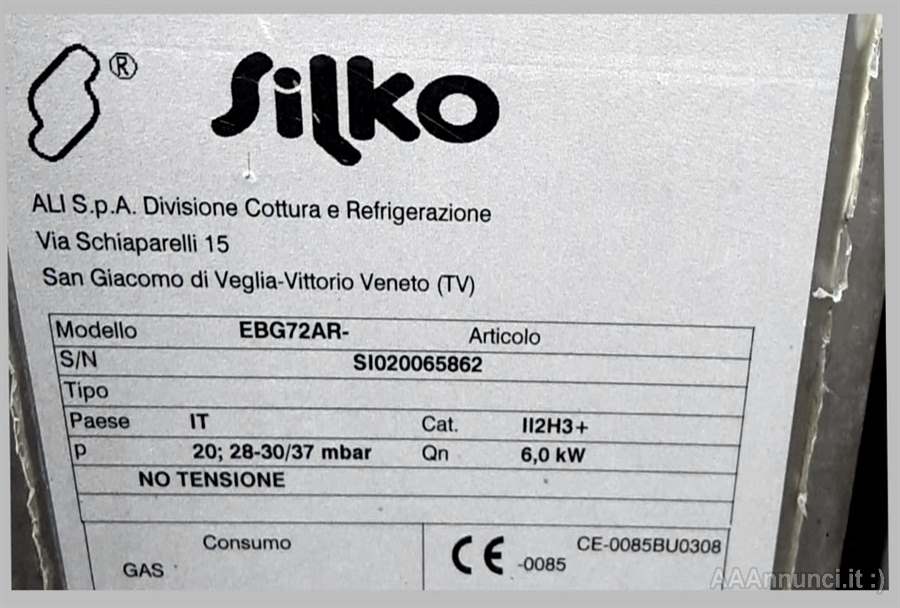 ® Silko
ALI S.p.A. Divisione Cottura e Refrigerazione
Via Schiaparelli 15
San Giacomo di Veglia-Vittorio Veneto (TV)
Modello EBG72AR- Articolo
S/N SI020065862
Tipo
Paese IT Cat. II2H3+
p 20; 28-30/37 mbar Qn 6,0 kW
NO TENSIONE
Consumo CE-0085BU0308
GAS CE -0085
AAAnnunci.it :)